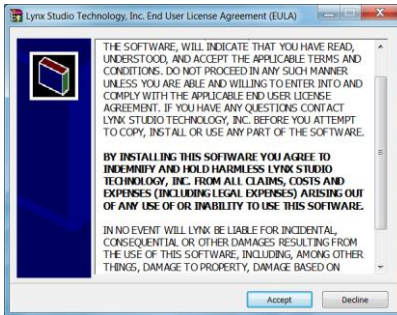 Lynx Studio Technology, Inc. End User License Agreement (EULA)
THE SOFTWARE, WILL INDICATE THAT YOU HAVE READ,
UNDERSTOOD, AND ACCEPT THE APPLICABLE TERMS AND
CONDITIONS. DO NOT PROCEED IN ANY SUCH MANNER
UNLESS YOU ARE ABLE AND WILLING TO ENTER INTO AND
COMPLY WITH THE APPLICABLE END USER LICENSE
AGREEMENT. IF YOU HAVE ANY QUESTIONS CONTACT
LYNX STUDIO TECHNOLOGY, INC. BEFORE YOU ATTEMPT
TO COPY, INSTALL OR USE ANY PART OF THE SOFTWARE.
BY INSTALLING THIS SOFTWARE YOU AGREE TO
INDEMNIFY AND HOLD HARMLESS LYNX STUDIO
TECHNOLOGY, INC. FROM ALL CLAIMS, COSTS AND
EXPENSES (INCLUDING LEGAL EXPENSES) ARISING OUT
OF ANY USE OF OR INABILITY TO USE THIS SOFTWARE.
IN NO EVENT WILL LYNX BE LIABLE FOR INCIDENTAL,
CONSEQUENTIAL OR OTHER DAMAGES RESULTING FROM
THE USE OF THIS SOFTWARE, INCLUDING, AMONG OTHER
THINGS, DAMAGE TO PROPERTY, DAMAGE BASED ON
Accept Decline